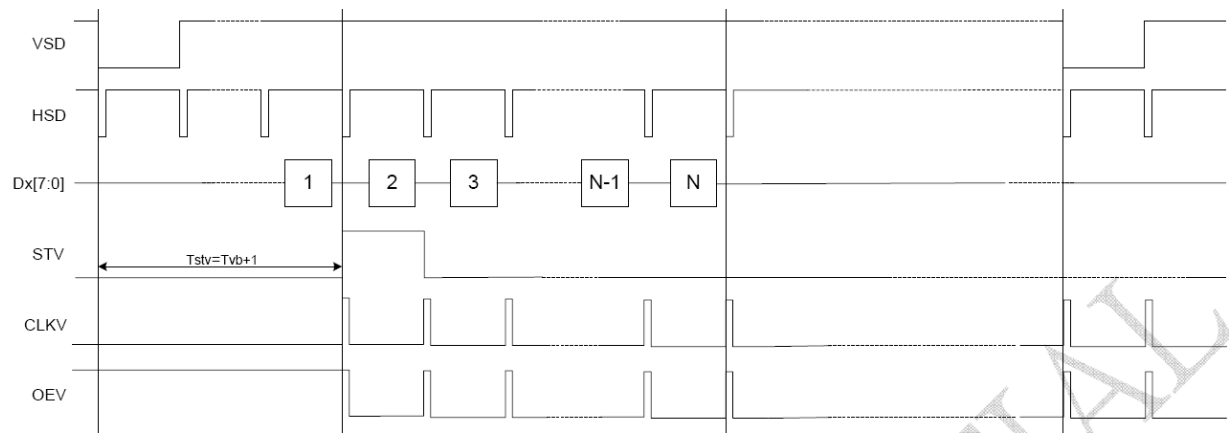 VSD
HSD
Dx[7:0]
1
2
3
N-1
N
STV
Tstv=Tvb+1
CLKV
OEV